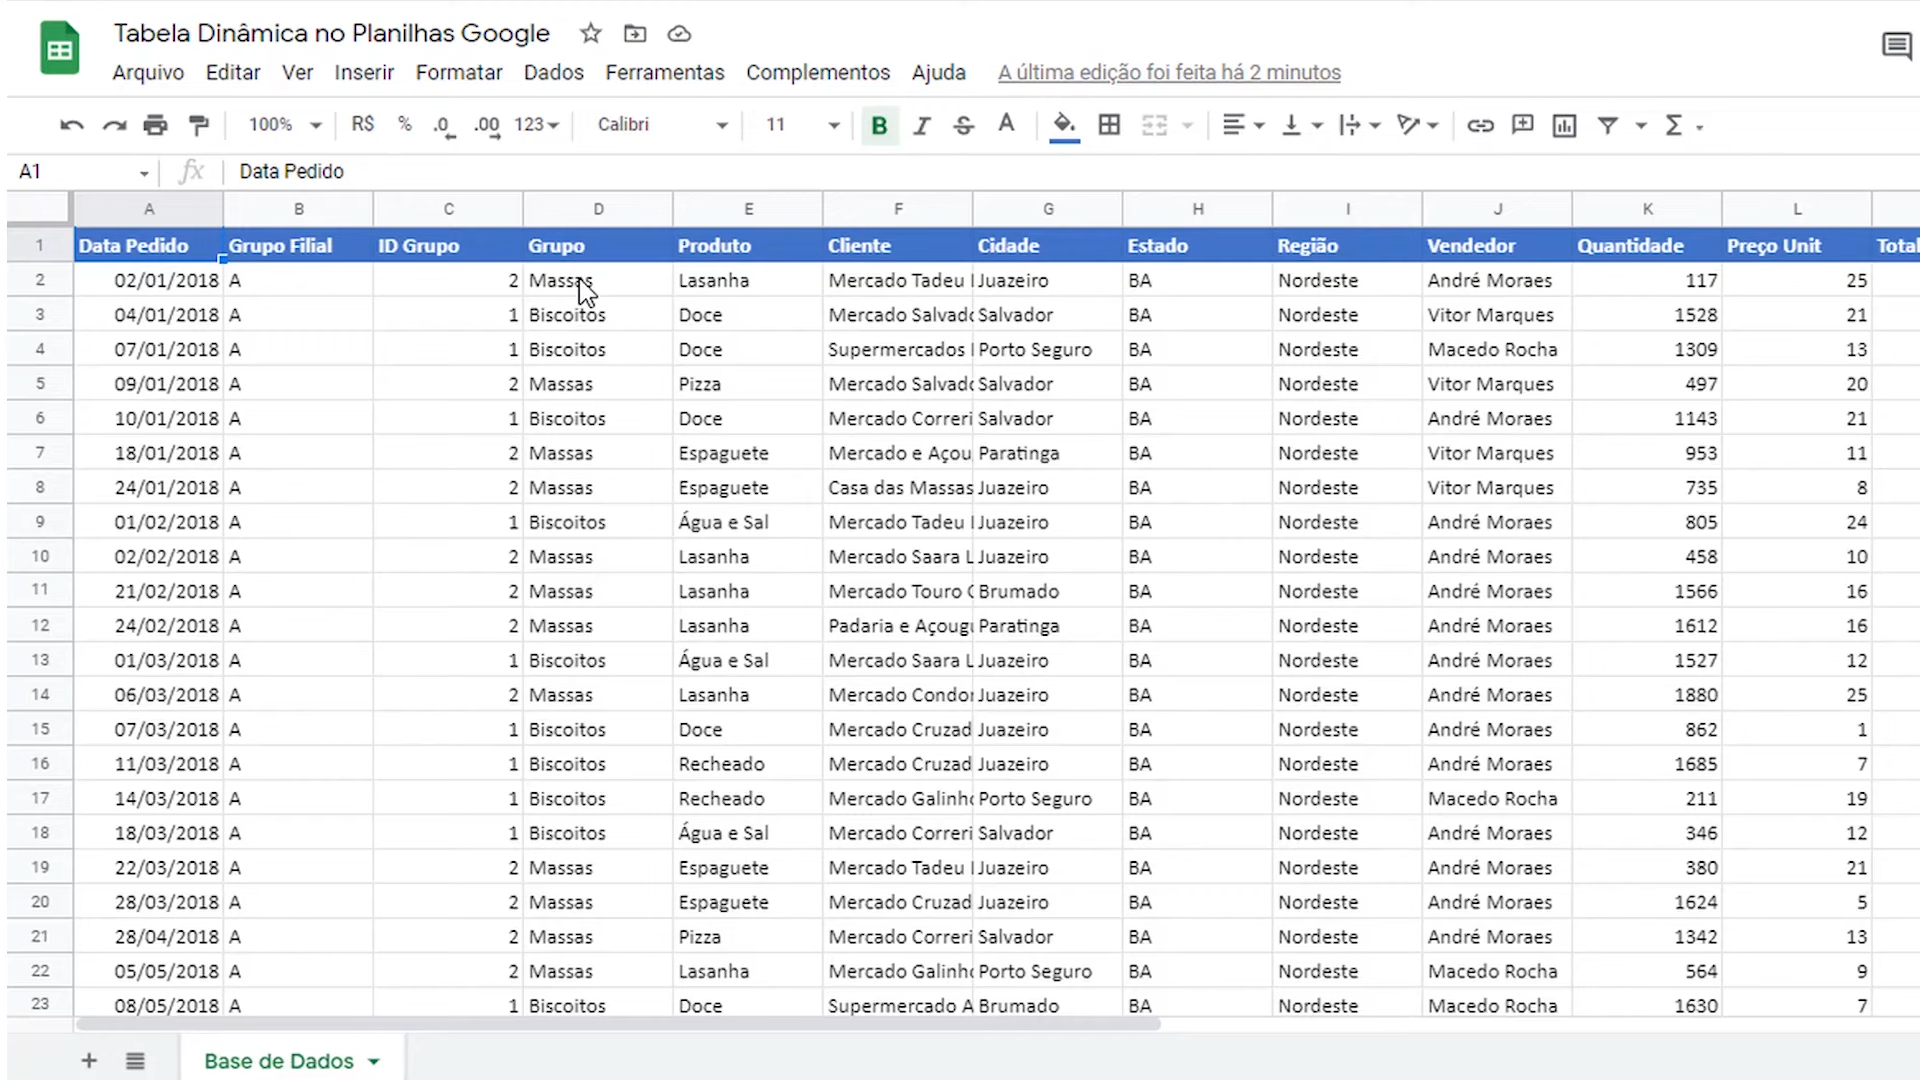 Tabela Dinâmica no Planilhas Google
Arquivo Editar Ver Inserir Formatar Dados Ferramentas Complementos Ajuda A última edição foi feita há 2 minutos
100% R$ % .0 .00 123 Calibri 11 B I S A Σ
A1 fx Data Pedido
A B C D E F G H I J K L
1 Data Pedido Grupo Filial ID Grupo Grupo Produto Cliente Cidade Estado Região Vendedor Quantidade Preço Unit Total
2 02/01/2018 A 2 Massas Lasanha Mercado Tadeu Juazeiro BA Nordeste André Moraes 117 25
3 04/01/2018 A 1 Biscoitos Doce Mercado Salvad Salvador BA Nordeste Vitor Marques 1528 21
4 07/01/2018 A 1 Biscoitos Doce Supermercados Porto Seguro BA Nordeste Macedo Rocha 1309 13
5 09/01/2018 A 2 Massas Pizza Mercado Salvad Salvador BA Nordeste Vitor Marques 497 20
6 10/01/2018 A 1 Biscoitos Doce Mercado Correri Salvador BA Nordeste André Moraes 1143 21
7 18/01/2018 A 2 Massas Espaguete Mercado e Açou Paratinga BA Nordeste Vitor Marques 953 11
8 24/01/2018 A 2 Massas Espaguete Casa das Massas Juazeiro BA Nordeste Vitor Marques 735 8
9 01/02/2018 A 1 Biscoitos Água e Sal Mercado Tadeu Juazeiro BA Nordeste André Moraes 805 24
10 02/02/2018 A 2 Massas Lasanha Mercado Saara L Juazeiro BA Nordeste André Moraes 458 10
11 21/02/2018 A 2 Massas Lasanha Mercado Touro Brumado BA Nordeste André Moraes 1566 16
12 24/02/2018 A 2 Massas Lasanha Padaria e Açoug Paratinga BA Nordeste André Moraes 1612 16
13 01/03/2018 A 1 Biscoitos Água e Sal Mercado Saara L Juazeiro BA Nordeste André Moraes 1527 12
14 06/03/2018 A 2 Massas Lasanha Mercado Condor Juazeiro BA Nordeste André Moraes 1880 25
15 07/03/2018 A 1 Biscoitos Doce Mercado Cruzad Juazeiro BA Nordeste André Moraes 862 1
16 11/03/2018 A 1 Biscoitos Recheado Mercado Cruzad Juazeiro BA Nordeste André Moraes 1685 7
17 14/03/2018 A 1 Biscoitos Recheado Mercado Galinh Porto Seguro BA Nordeste Macedo Rocha 211 19
18 18/03/2018 A 1 Biscoitos Água e Sal Mercado Correri Salvador BA Nordeste André Moraes 346 12
19 22/03/2018 A 2 Massas Espaguete Mercado Tadeu Juazeiro BA Nordeste André Moraes 380 21
20 28/03/2018 A 2 Massas Espaguete Mercado Cruzad Juazeiro BA Nordeste André Moraes 1624 5
21 28/04/2018 A 2 Massas Pizza Mercado Correri Salvador BA Nordeste André Moraes 1342 13
22 05/05/2018 A 2 Massas Lasanha Mercado Galinh Porto Seguro BA Nordeste Macedo Rocha 564 9
23 08/05/2018 A 1 Biscoitos Doce Supermercado A Brumado BA Nordeste Macedo Rocha 1630 7
Base de Dados